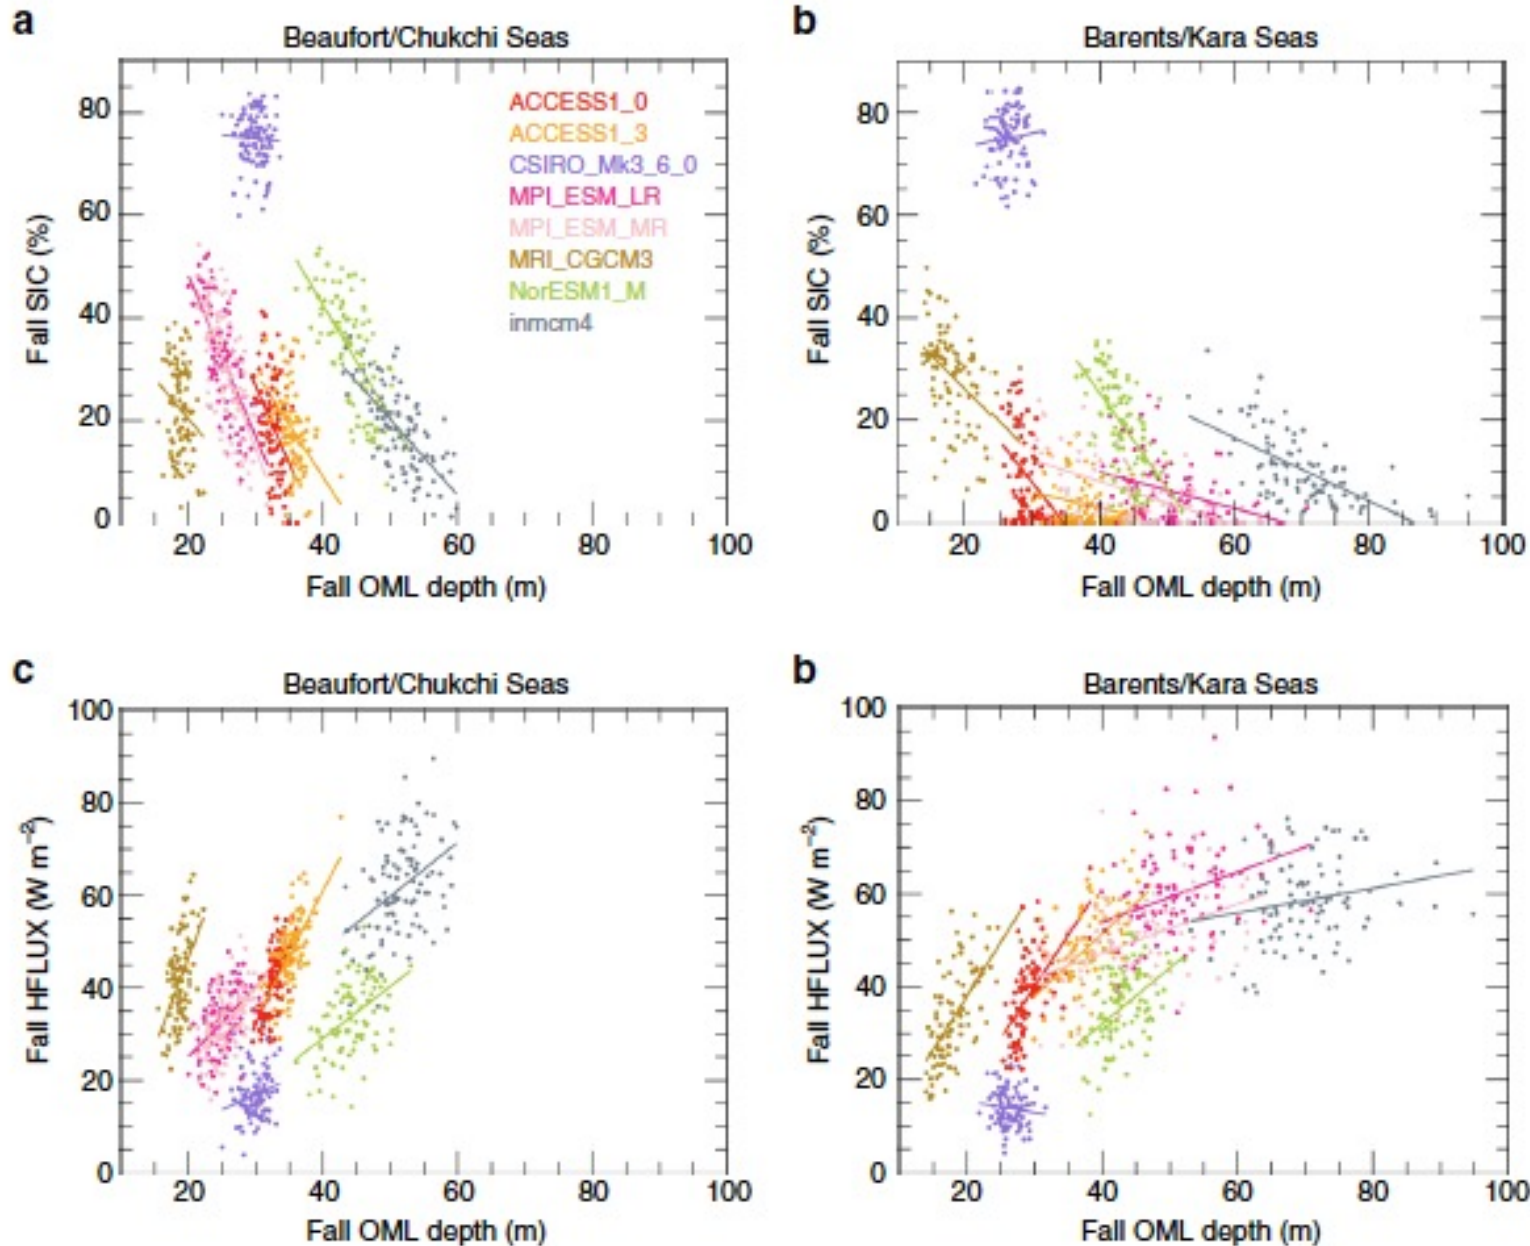 a
Beaufort/Chukchi Seas
80
60
40
20
0
Fall SIC (%)
20 40 60 80 100
Fall OML depth (m)
ACCESS1_0
ACCESS1_3
CSIRO_Mk3_6_0
MPI_ESM_LR
MPI_ESM_MR
MRI_CGCM3
NorESM1_M
inmcm4
b
Barents/Kara Seas
80
60
40
20
0
Fall SIC (%)
20 40 60 80 100
Fall OML depth (m)
c
Beaufort/Chukchi Seas
100
80
60
40
20
0
Fall HFLUX (W m⁻²)
20 40 60 80 100
Fall OML depth (m)
b
Barents/Kara Seas
100
80
60
40
20
0
Fall HFLUX (W m⁻²)
20 40 60 80 100
Fall OML depth (m)